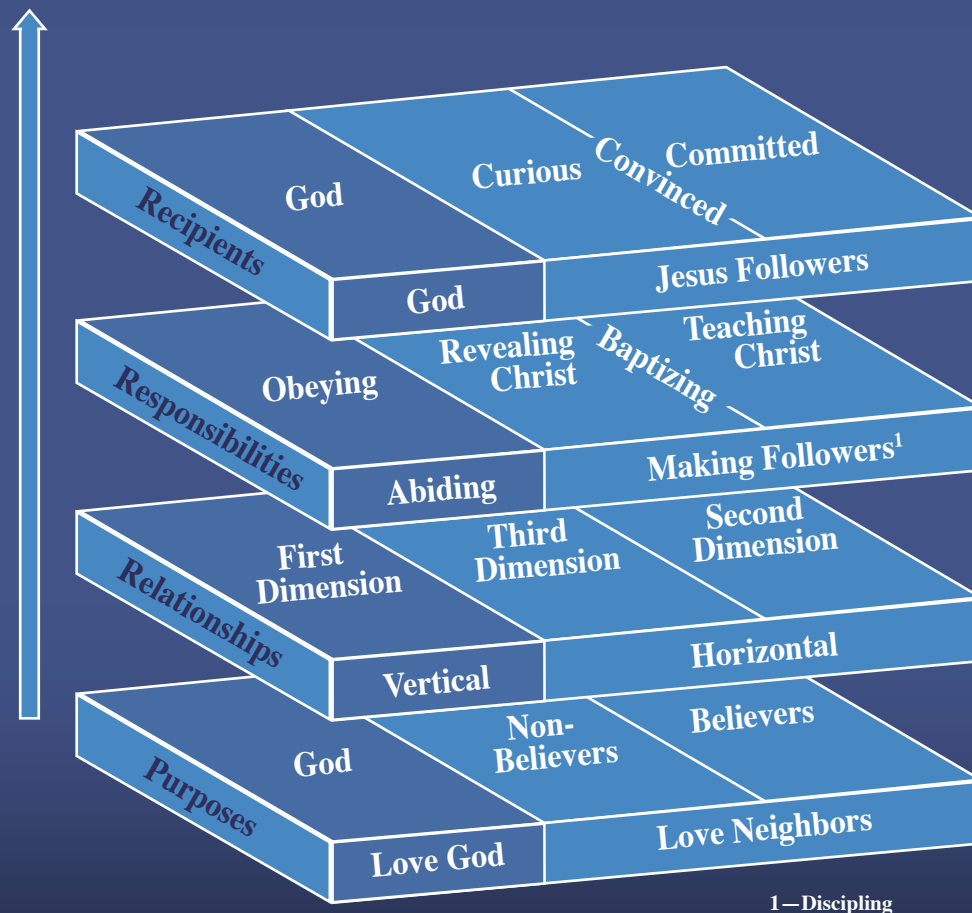 God
Curious
Convinced
Committed
Recipients
God
Jesus Followers
Obeying
Revealing
Christ
Baptizing
Teaching
Christ
Responsibilities
Abiding
Making Followers¹
First
Dimension
Third
Dimension
Second
Dimension
Relationships
Vertical
Horizontal
God
Non-
Believers
Believers
Purposes
Love God
Love Neighbors
1—Discipling